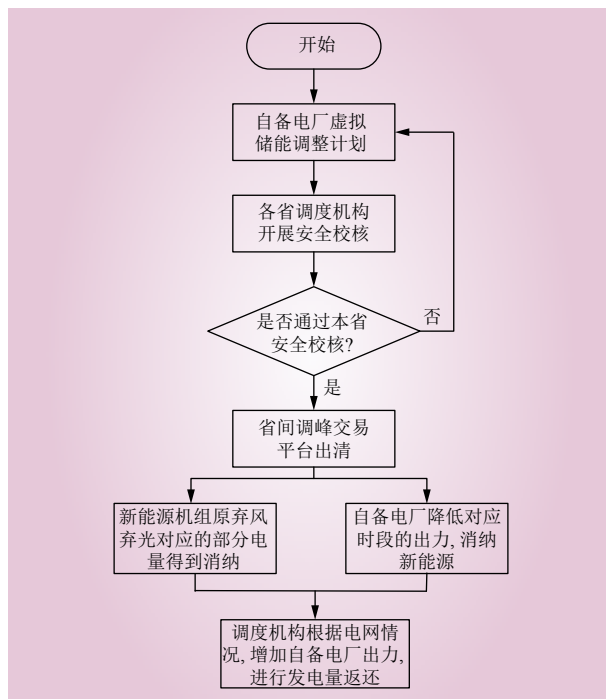 开始
自备电厂虚拟
储能调整计划
各省调度机构
开展安全校核
是否通过本省
安全校核?
否
是
省间调峰交易
平台出清
新能源机组原弃风
弃光对应的部分电
量得到消纳
自备电厂降低对应
时段的出力, 消纳
新能源
调度机构根据电网情
况, 增加自备电厂出力,
进行发电量返还